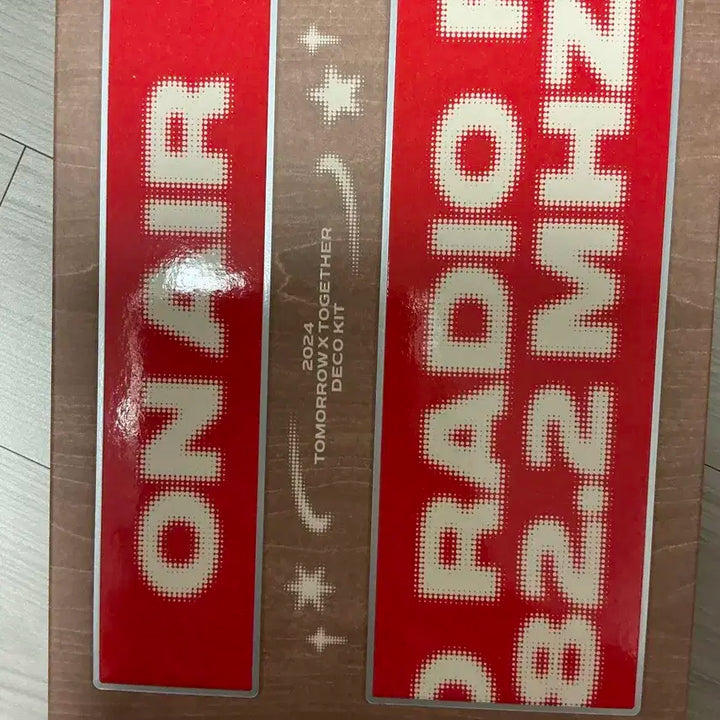 ON AIR
2024
TOMORROW X TOGETHER
DECO KIT
O RADIO
82.2 MHZ